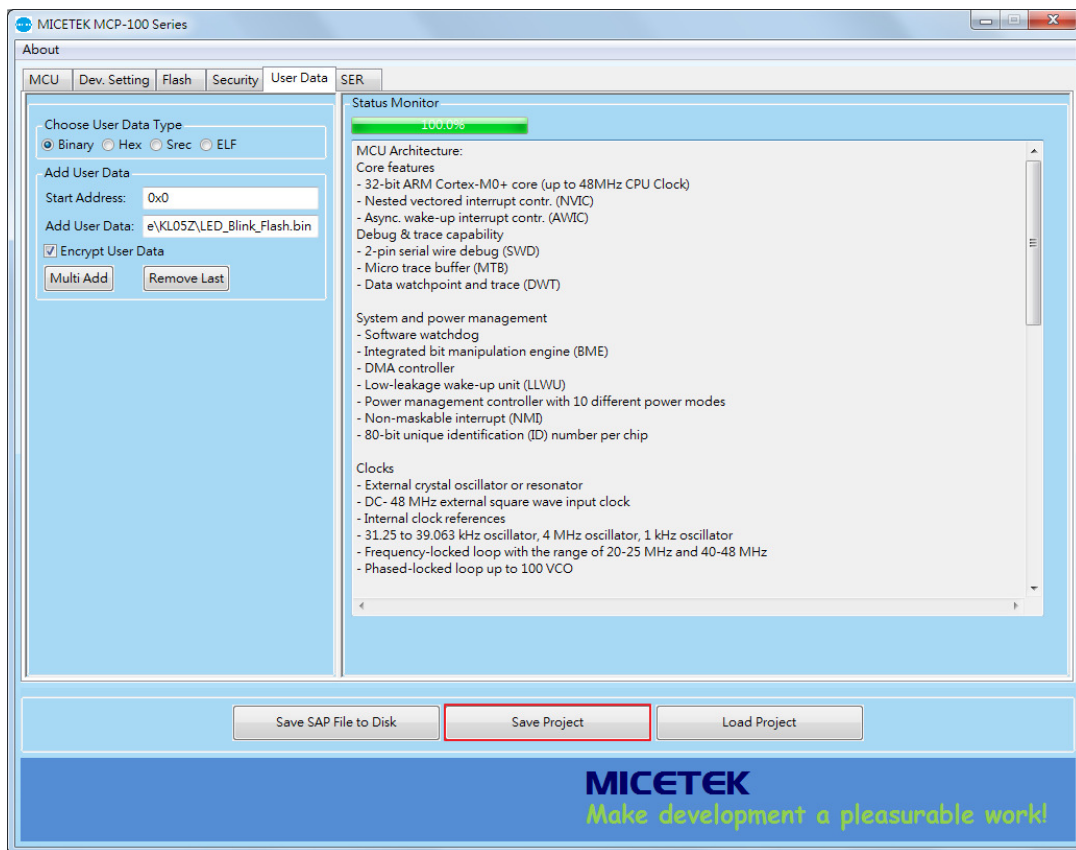 MICETEK MCP-100 Series
About
MCU Dev. Setting Flash Security User Data SER
Choose User Data Type
Binary Hex Srec ELF
Add User Data
Start Address: 0x0
Add User Data: e\KL05Z\LED_Blink_Flash.bin
Encrypt User Data
Multi Add Remove Last
Status Monitor
100.0%
MCU Architecture:
Core features
- 32-bit ARM Cortex-M0+ core (up to 48MHz CPU Clock)
- Nested vectored interrupt contr. (NVIC)
- Async. wake-up interrupt contr. (AWIC)
Debug & trace capability
- 2-pin serial wire debug (SWD)
- Micro trace buffer (MTB)
- Data watchpoint and trace (DWT)
System and power management
- Software watchdog
- Integrated bit manipulation engine (BME)
- DMA controller
- Low-leakage wake-up unit (LLWU)
- Power management controller with 10 different power modes
- Non-maskable interrupt (NMI)
- 80-bit unique identification (ID) number per chip
Clocks
- External crystal oscillator or resonator
- DC- 48 MHz external square wave input clock
- Internal clock references
- 31.25 to 39.063 kHz oscillator, 4 MHz oscillator, 1 kHz oscillator
- Frequency-locked loop with the range of 20-25 MHz and 40-48 MHz
- Phased-locked loop up to 100 VCO
Save SAP File to Disk Save Project Load Project
MICETEK
Make development a pleasurable work!